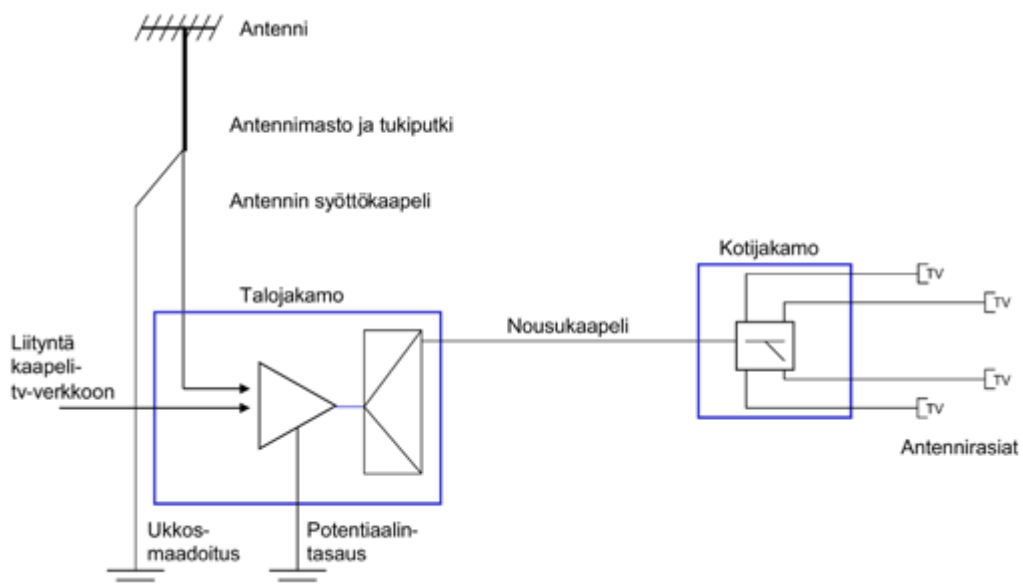 Antenni
Antennimasto ja tukiputki
Antennin syöttökaapeli
Kotijakamo
Talojakamo
TV
TV
Nousukaapeli
Liityntä
kaapeli-
tv-verkkoon
TV
TV
Antennirasiat
Ukkos-
maadoitus
Potentiaalin-
tasaus